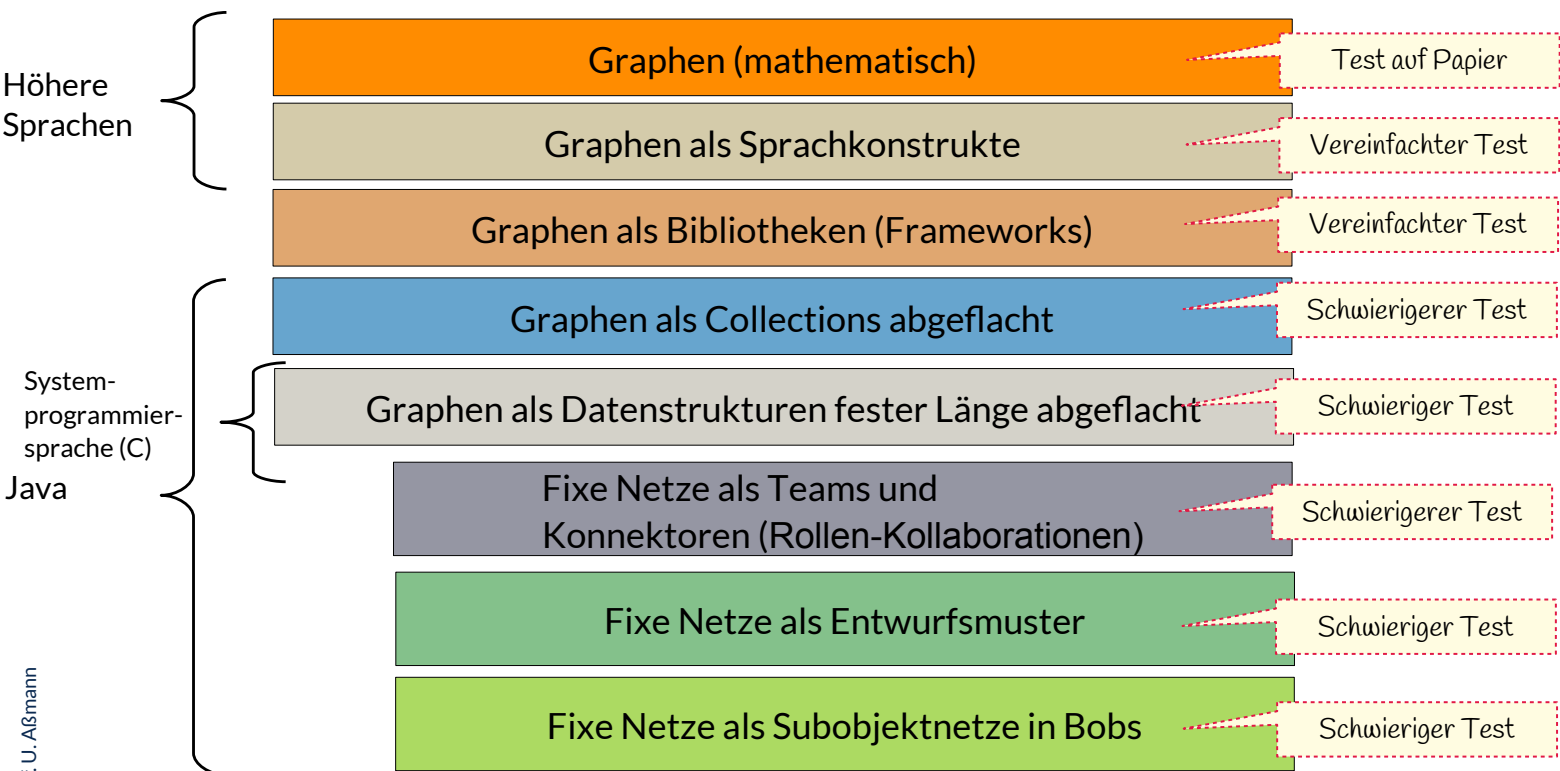 Höhere
Sprachen
Graphen (mathematisch)
Test auf Papier
Graphen als Sprachkonstrukte
Vereinfachter Test
Graphen als Bibliotheken (Frameworks)
Vereinfachter Test
Graphen als Collections abgeflacht
Schwierigerer Test
System-
programmier-
sprache (C)
Graphen als Datenstrukturen fester Länge abgeflacht
Schwieriger Test
Java
Fixe Netze als Teams und
Konnektoren (Rollen-Kollaborationen)
Schwierigerer Test
Fixe Netze als Entwurfsmuster
Schwieriger Test
Fixe Netze als Subobjektnetze in Bobs
Schwieriger Test
U. Aßmann